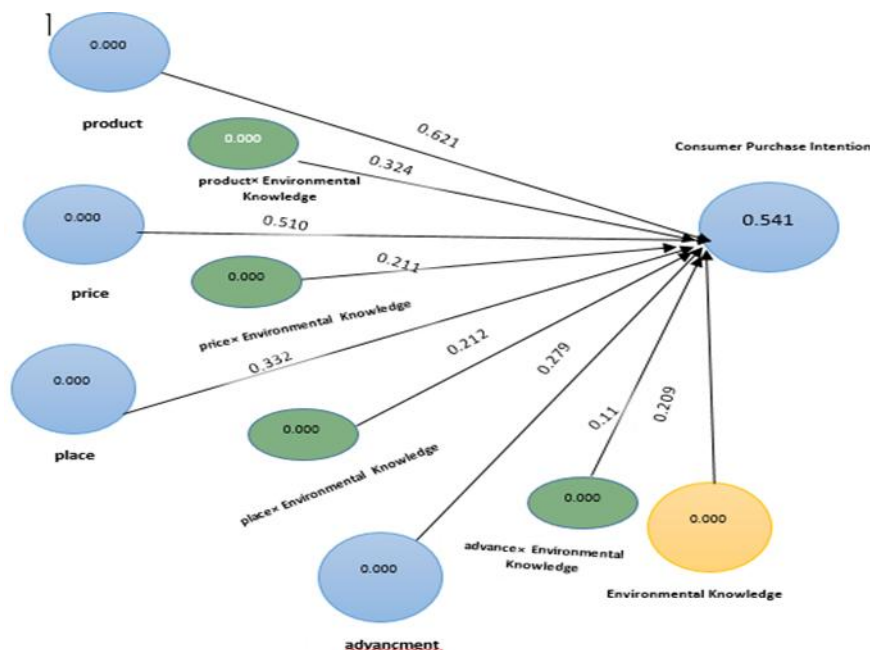 0.000
product
0.621
Consumer Purchase Intention
0.000
0.324
product× Environmental
Knowledge
0.000
0.510
0.541
price
0.000
0.211
price× Environmental Knowledge
0.332
0.000
place
0.212
0.279
0.000
place× Environmental Knowledge
0.11
0.209
0.000
advance× Environmental
Knowledge
0.000
Environmental Knowledge
0.000
advancment